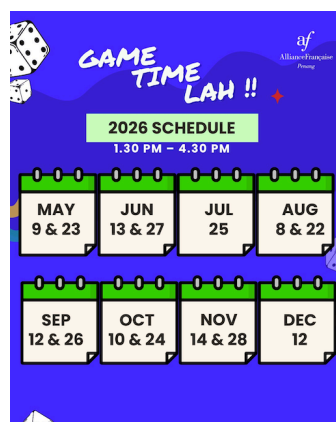 GAME
TIME
LAH !!
af
AllianceFrançaise
Penang
2026 SCHEDULE
1.30 PM – 4.30 PM
MAY
9 & 23
JUN
13 & 27
JUL
25
AUG
8 & 22
SEP
12 & 26
OCT
10 & 24
NOV
14 & 28
DEC
12